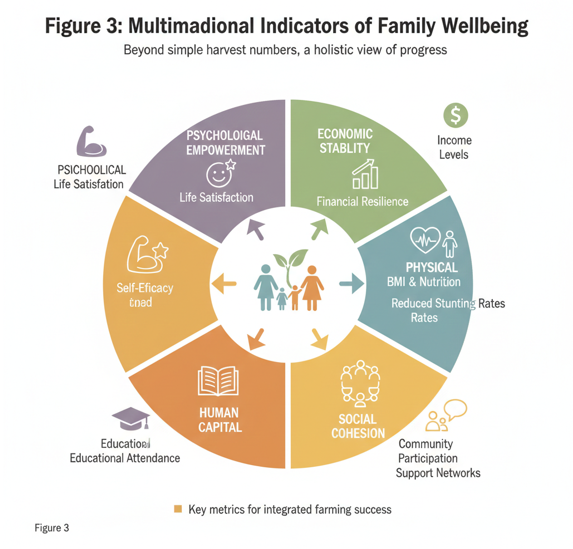 Figure 3: Multimadional Indicators of Family Wellbeing
Beyond simple harvest numbers, a holistic view of progress
PSYCHOLOIGAL
EMPOWERMENT
Life Satisfaction
ECONOMIC
STABLITY
Financial Resilience
$
Income
Levels
PSICHOOLICAL
Life Satisfation
Self-Eficacy
PHYSICAL
BMI & Nutrition
Reduced Stunting Rates
Rates
HUMAN
CAPITAL
SOCIAL
COHESION
Educational Attendance
Community
Participation
Support Networks
Key metrics for integrated farming success
Figure 3